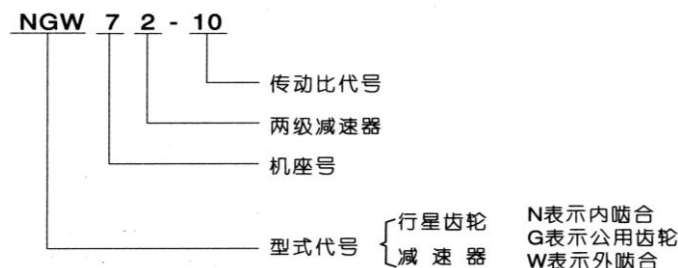 NGW 7 2 - 10
传动比代号
两级减速器
机座号
型式代号
行星齿轮
减速器
N表示内啮合
G表示公用齿轮
W表示外啮合